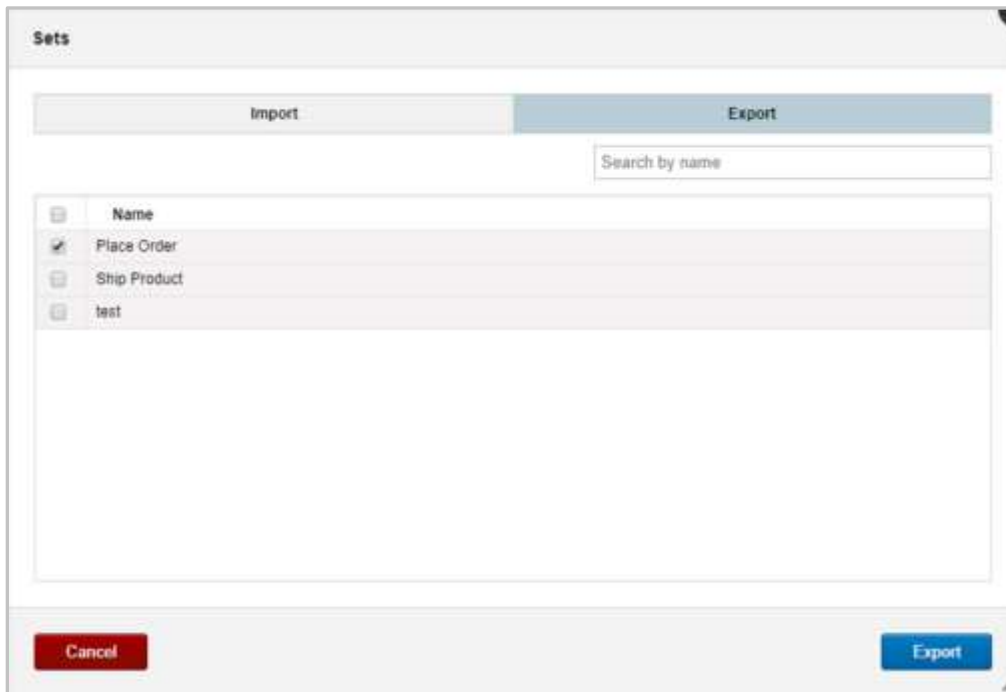 Sets
Import Export
Search by name
Name
Place Order
Ship Product
test
Cancel Export